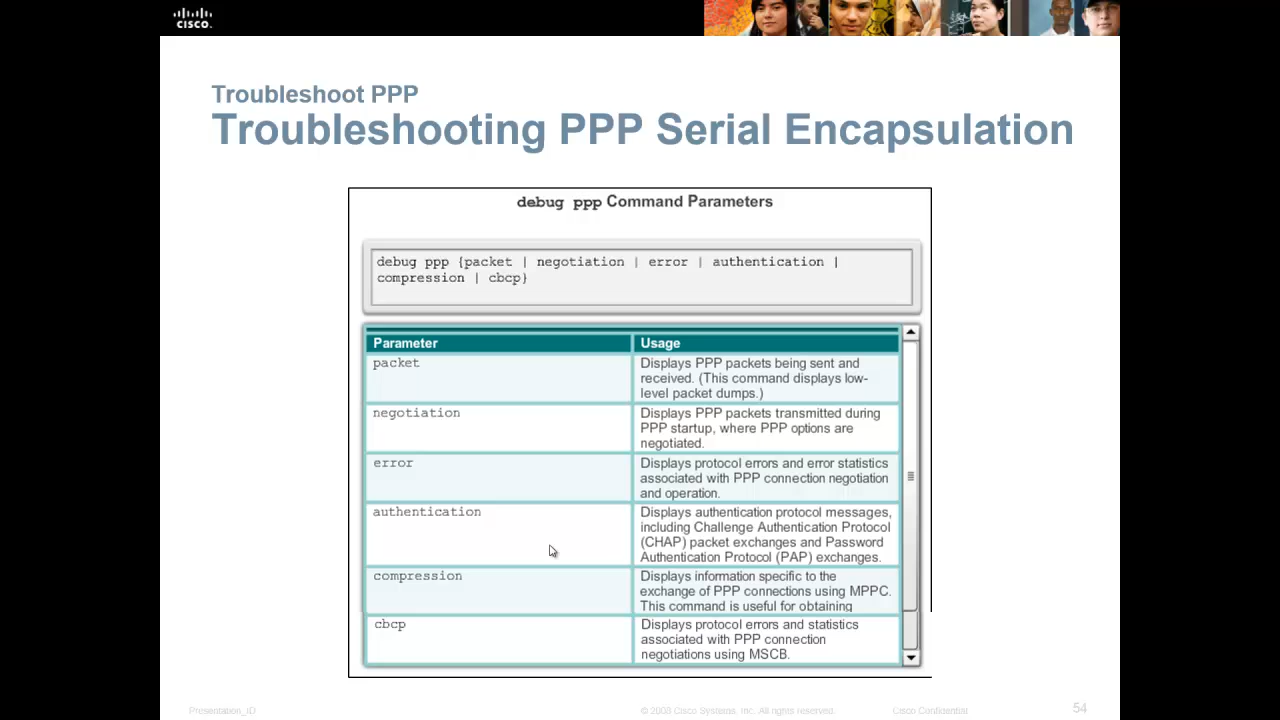 CISCO
Troubleshoot PPP
Troubleshooting PPP Serial Encapsulation
debug ppp Command Parameters
debug ppp {packet | negotiation | error | authentication |
compression | cbcp}
Parameter
Usage
packet
Displays PPP packets being sent and
received. (This command displays low-
level packet dumps.)
negotiation
Displays PPP packets transmitted during
PPP startup, where PPP options are
negotiated.
error
Displays protocol errors and error statistics
associated with PPP connection negotiation
and operation.
authentication
Displays authentication protocol messages,
including Challenge Authentication Protocol
(CHAP) packet exchanges and Password
Authentication Protocol (PAP) exchanges.
compression
Displays information specific to the
exchange of PPP connections using MPPC.
This command is useful for obtaining
cbcp
Displays protocol errors and statistics
associated with PPP connection
negotiations using MSCB.
Presentation_ID
© 2008 Cisco Systems, Inc. All rights reserved.
Cisco Confidential
54